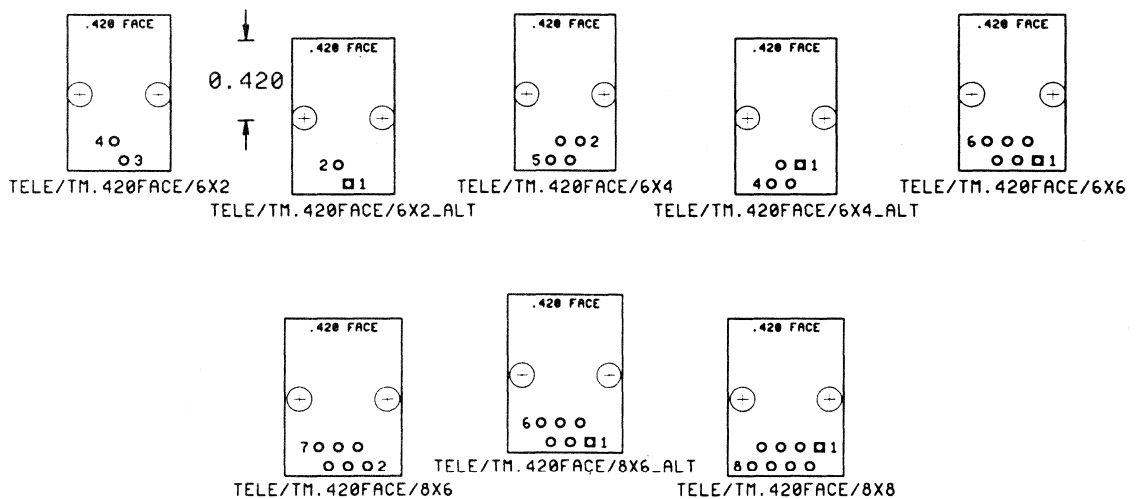 .420 FACE
4
3
TELE/TM.420FACE/6X2
0.420
.420 FACE
2
1
TELE/TM.420FACE/6X2_ALT
.420 FACE
2
5
TELE/TM.420FACE/6X4
.420 FACE
1
4
TELE/TM.420FACE/6X4_ALT
.420 FACE
6
1
TELE/TM.420FACE/6X6
.420 FACE
7
2
TELE/TM.420FACE/8X6
.420 FACE
6
1
TELE/TM.420FACE/8X6_ALT
.420 FACE
1
8
TELE/TM.420FACE/8X8